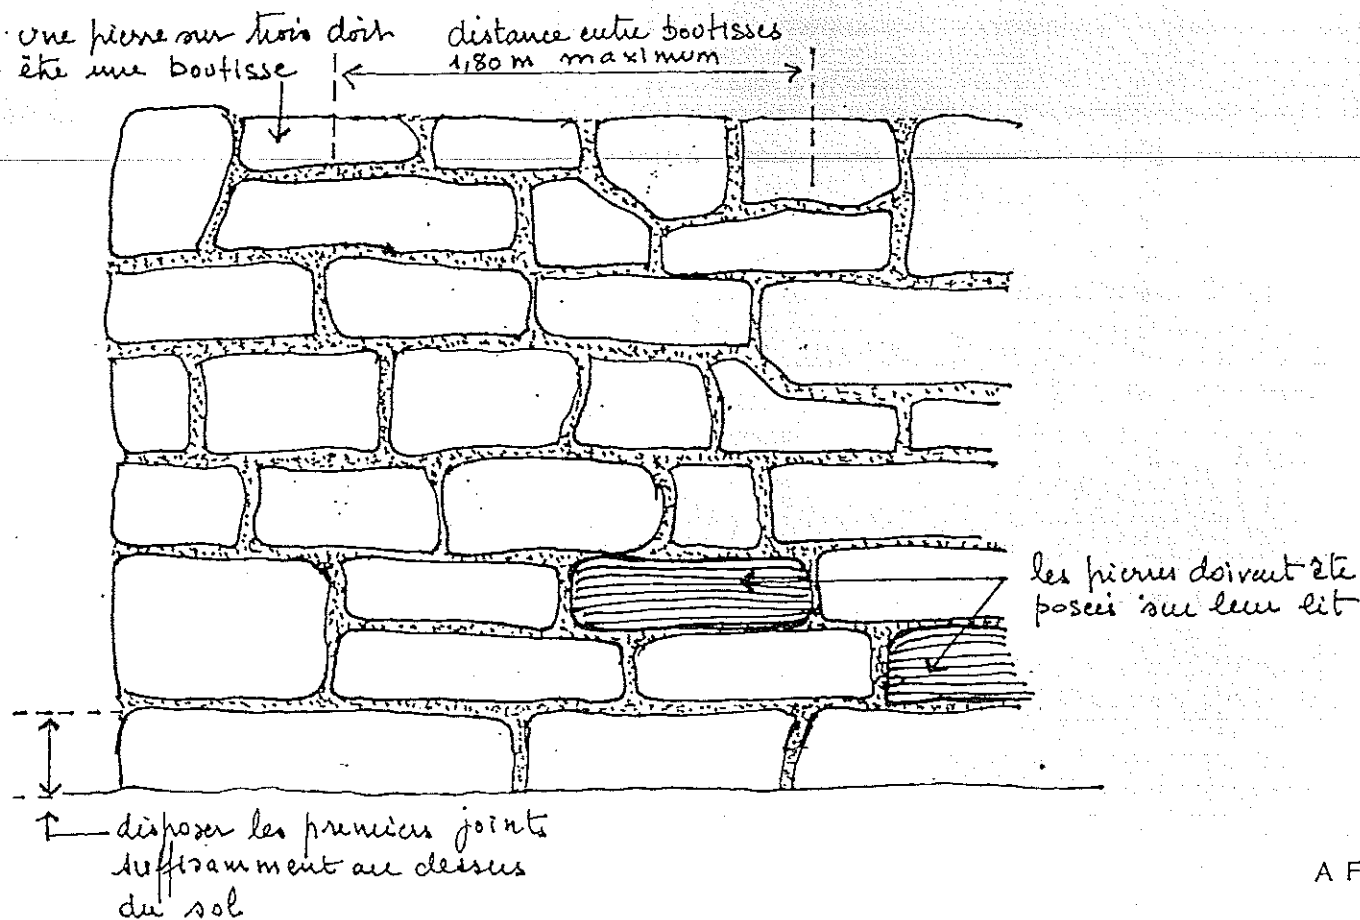 une pierre sur trois doit
être une boutisse
distance entre boutisses
1,80 m maximum
les pierres doivent être
posées sur leur lit
disposer les premiers joints
suffisamment au dessus
du sol
A F